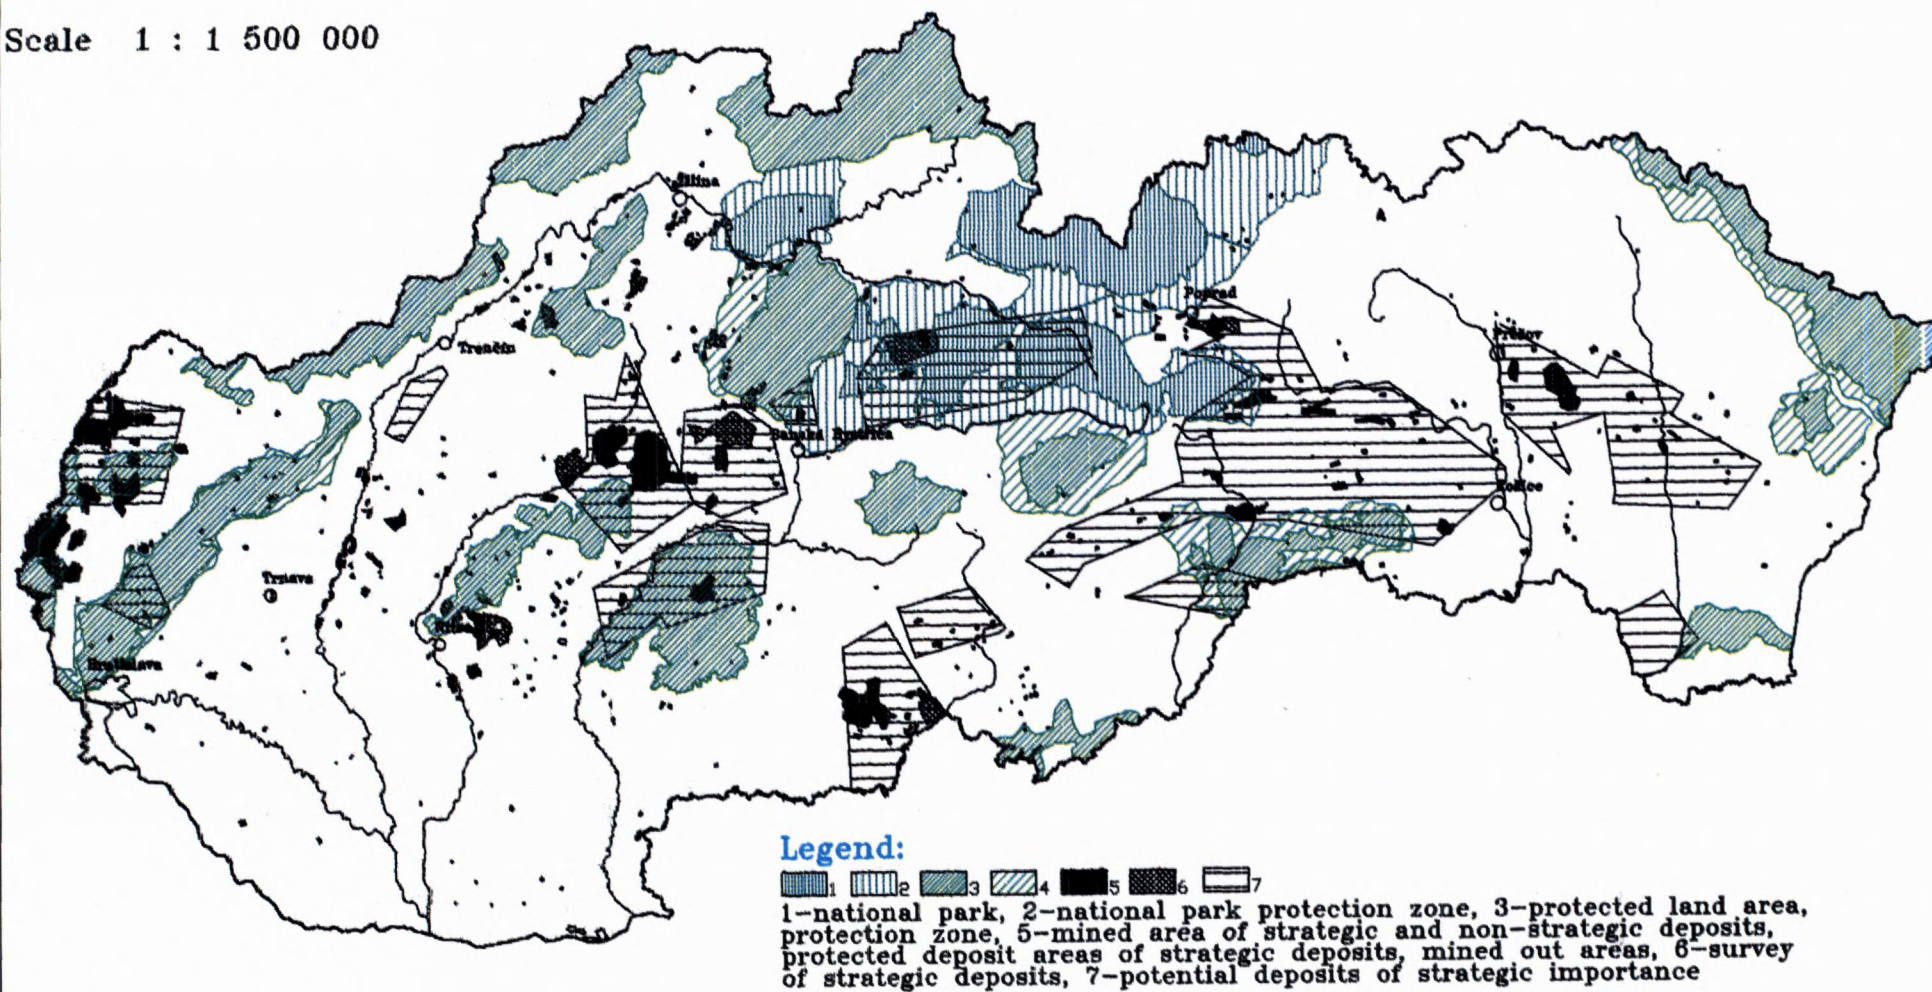 Scale 1 : 1 500 000
Žilina
Poprad
Prešov
Trenčín
Banská Bystrica
Košice
Trnava
Nitra
Bratislava
Legend:
1 2 3 4 5 6 7
1-national park, 2-national park protection zone, 3-protected land area,
protection zone, 5-mined area of strategic and non-strategic deposits,
protected deposit areas of strategic deposits, mined out areas, 6-survey
of strategic deposits, 7-potential deposits of strategic importance